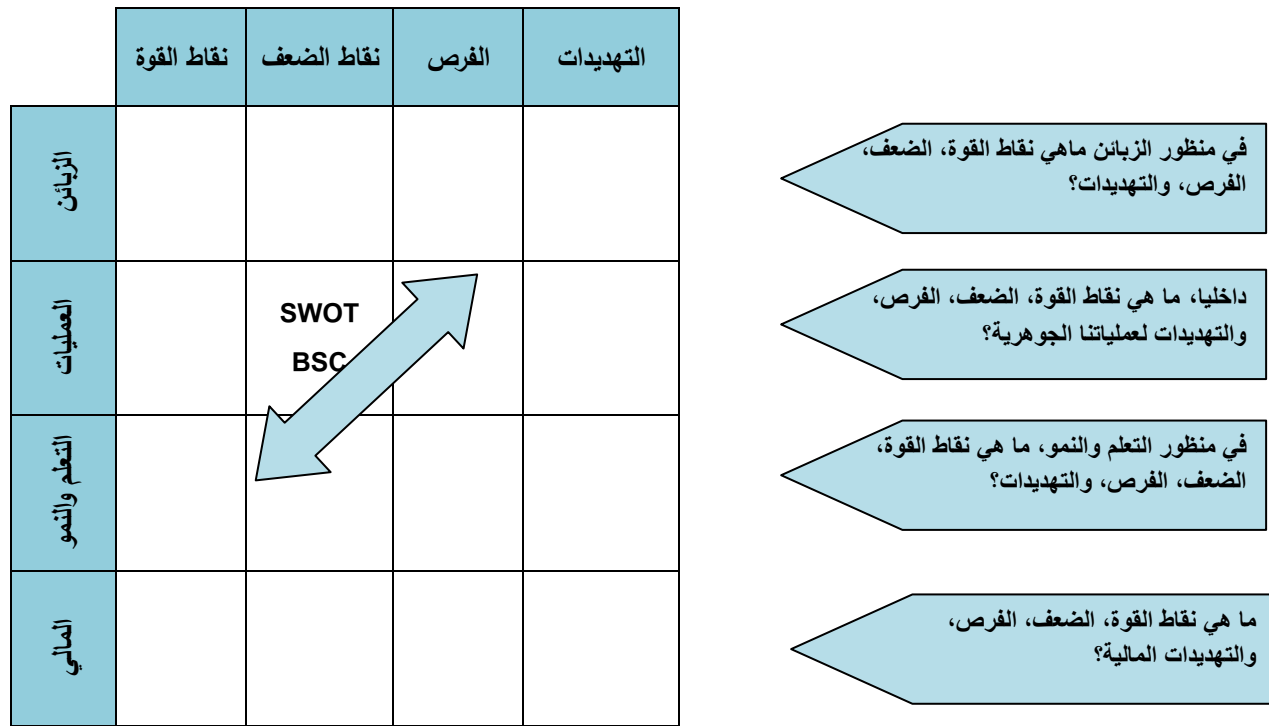 نقاط القوة
نقاط الضعف
الفرص
التهديدات
الزبائن
العمليات
التعلم والنمو
المالي
SWOT
BSC
في منظور الزبائن ماهي نقاط القوة، الضعف،
الفرص، والتهديدات؟
داخليا، ما هي نقاط القوة، الضعف، الفرص،
والتهديدات لعملياتنا الجوهرية؟
في منظور التعلم والنمو، ما هي نقاط القوة،
الضعف، الفرص، والتهديدات؟
ما هي نقاط القوة، الضعف، الفرص،
والتهديدات المالية؟